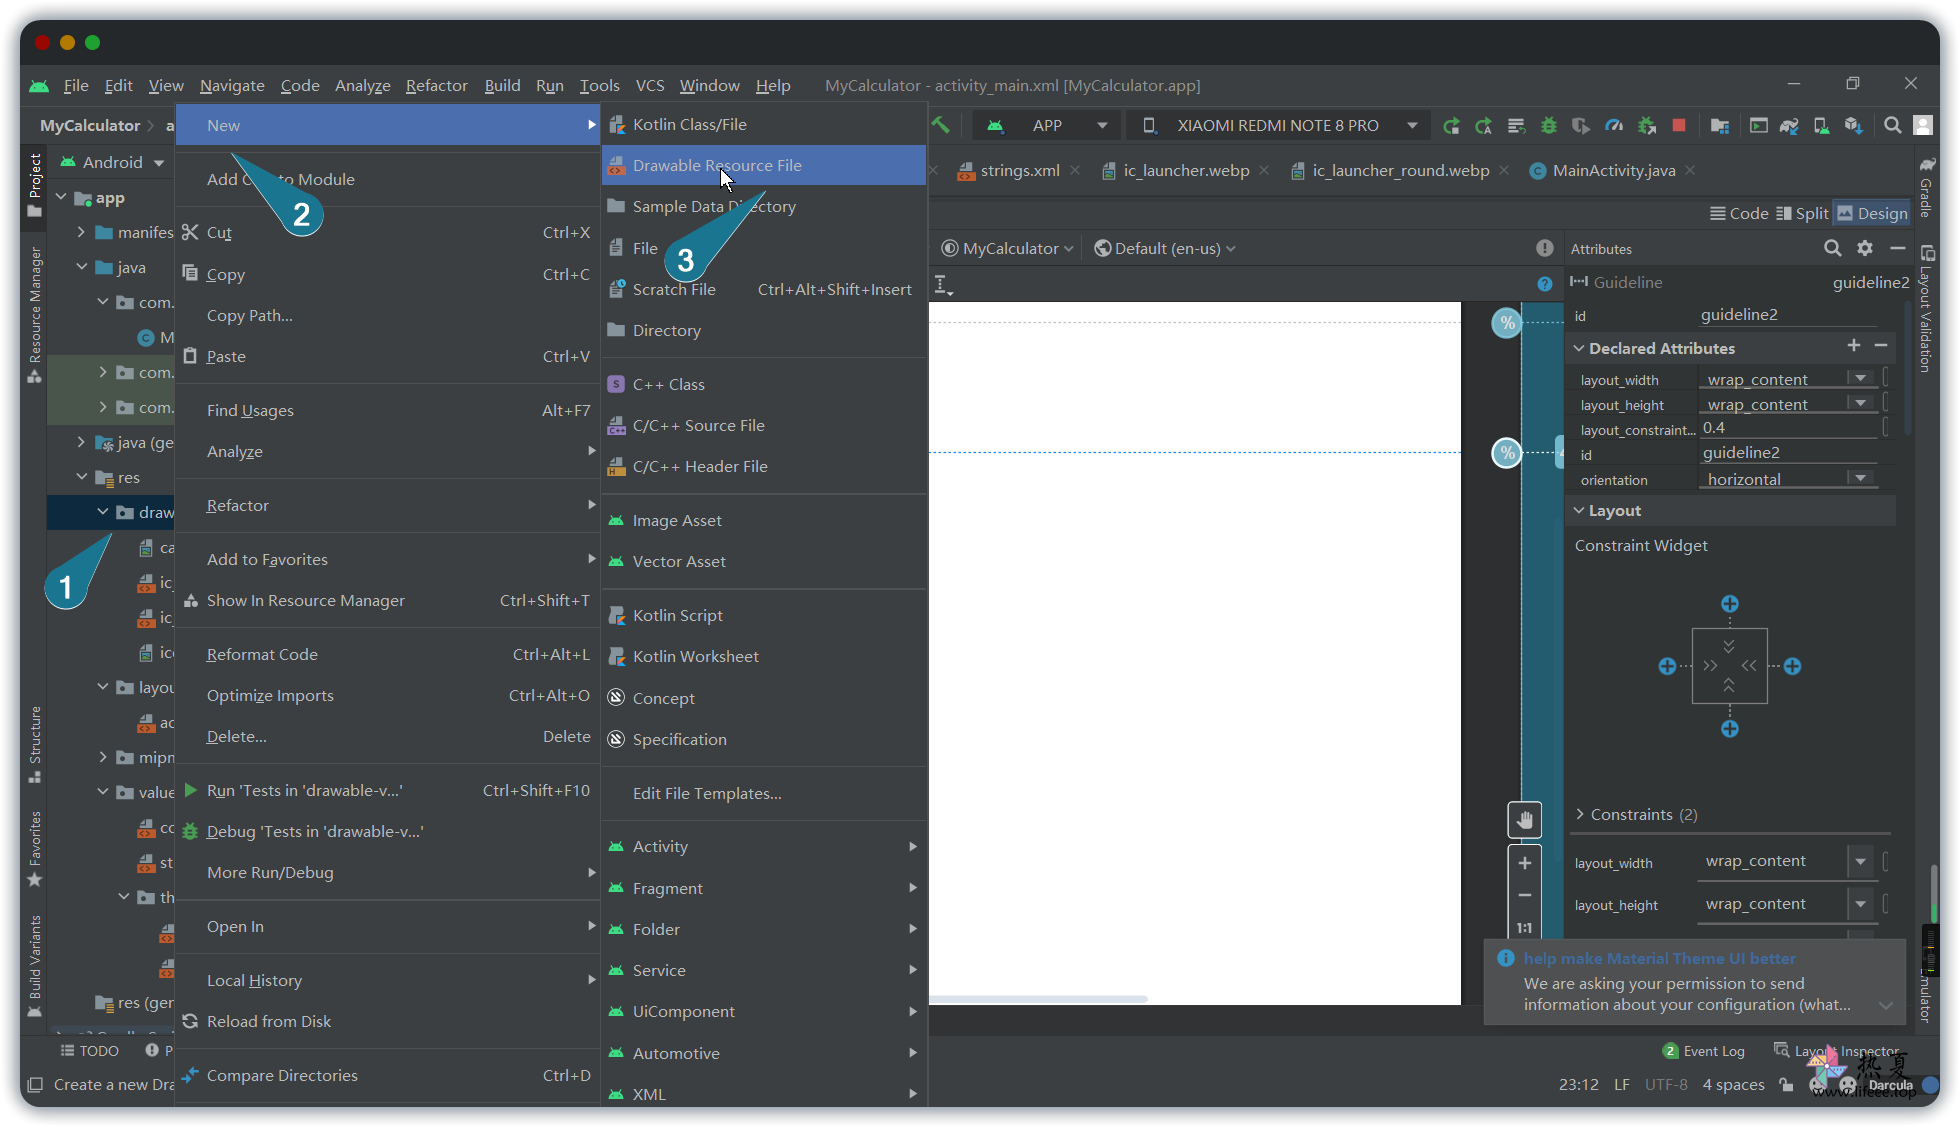 File Edit View Navigate Code Analyze Refactor Build Run Tools VCS Window Help MyCalculator - activity_main.xml [MyCalculator.app]
MyCalculator
APP XIAOMI REDMI NOTE 8 PRO
Android
strings.xml ic_launcher.webp ic_launcher_round.webp MainActivity.java
Code Split Design
MyCalculator Default (en-us)
Project
Resource Manager
Structure
Favorites
Build Variants
app
manifes
java
com.
M
com.
com.
java (ge
res
draw
ca
ic_
ic_
ico
layou
ac
mipm
value
co
st
th
res (ger
1
New
2
Add C to Module
Cut Ctrl+X
Copy Ctrl+C
Copy Path...
Paste Ctrl+V
Find Usages Alt+F7
Analyze
Refactor
Add to Favorites
Show In Resource Manager Ctrl+Shift+T
Reformat Code Ctrl+Alt+L
Optimize Imports Ctrl+Alt+O
Delete... Delete
Run 'Tests in 'drawable-v...' Ctrl+Shift+F10
Debug 'Tests in 'drawable-v...'
More Run/Debug
Open In
Local History
Reload from Disk
Compare Directories Ctrl+D
Kotlin Class/File
Drawable Resource File
3
Sample Data Directory
File
Scratch File Ctrl+Alt+Shift+Insert
Directory
C++ Class
C/C++ Source File
C/C++ Header File
Image Asset
Vector Asset
Kotlin Script
Kotlin Worksheet
Concept
Specification
Edit File Templates...
Activity
Fragment
Folder
Service
UiComponent
Automotive
XML
%
%
1:1
Attributes
Guideline guideline2
id guideline2
Declared Attributes
layout_width wrap_content
layout_height wrap_content
layout_constraint... 0.4
id guideline2
orientation horizontal
Layout
Constraint Widget
Constraints (2)
layout_width wrap_content
layout_height wrap_content
Gradle
Layout Validation
mulator
help make Material Theme UI better
We are asking your permission to send
information about your configuration (what...
TODO P
2 Event Log Layout Inspector
Create a new Dra
23:12 LF UTF-8 4 spaces Darcula
热夏
www.lifeee.top